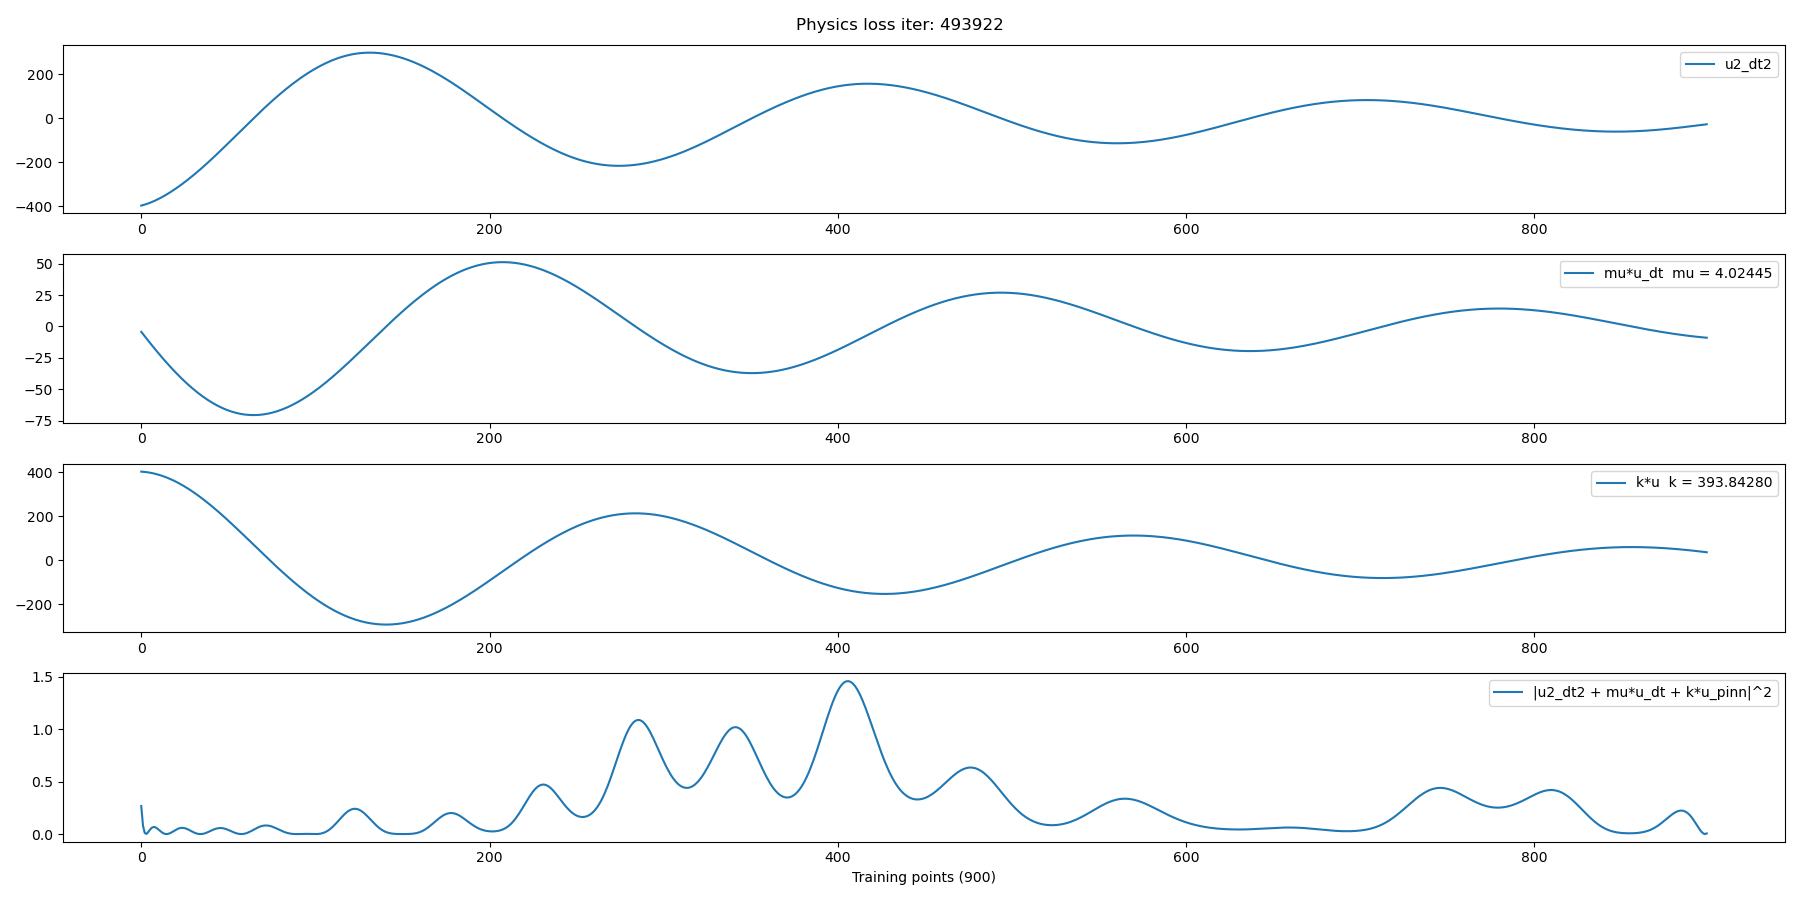 Physics loss iter: 493922
200
0
−200
−400
u2_dt2
0 200 400 600 800
50
25
0
−25
−50
−75
mu*u_dt  mu = 4.02445
0 200 400 600 800
400
200
0
−200
k*u  k = 393.84280
0 200 400 600 800
1.5
1.0
0.5
0.0
|u2_dt2 + mu*u_dt + k*u_pinn|^2
0 200 400 600 800
Training points (900)